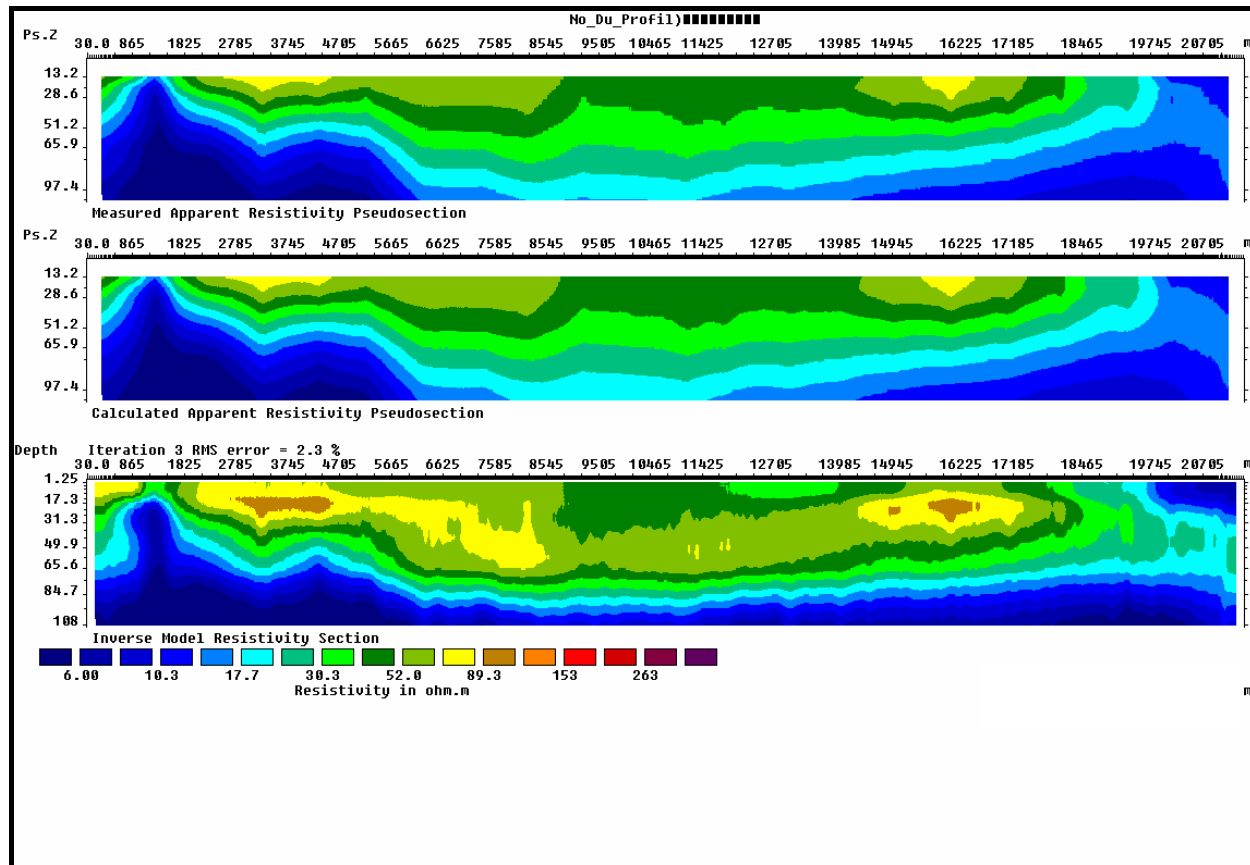 No_Du_Profil)
Ps.Z
30.0 865 1825 2785 3745 4705 5665 6625 7585 8545 9505 10465 11425 12705 13985 14945 16225 17185 18465 19745 20705 m
13.2
28.6
51.2
65.9
97.4
Measured Apparent Resistivity Pseudosection
Ps.Z
30.0 865 1825 2785 3745 4705 5665 6625 7585 8545 9505 10465 11425 12705 13985 14945 16225 17185 18465 19745 20705 m
13.2
28.6
51.2
65.9
97.4
Calculated Apparent Resistivity Pseudosection
Depth Iteration 3 RMS error = 2.3 %
30.0 865 1825 2785 3745 4705 5665 6625 7585 8545 9505 10465 11425 12705 13985 14945 16225 17185 18465 19745 20705 m
1.25
17.3
31.3
49.9
65.6
84.7
108
Inverse Model Resistivity Section
6.00 10.3 17.7 30.3 52.0 89.3 153 263
Resistivity in ohm.m m